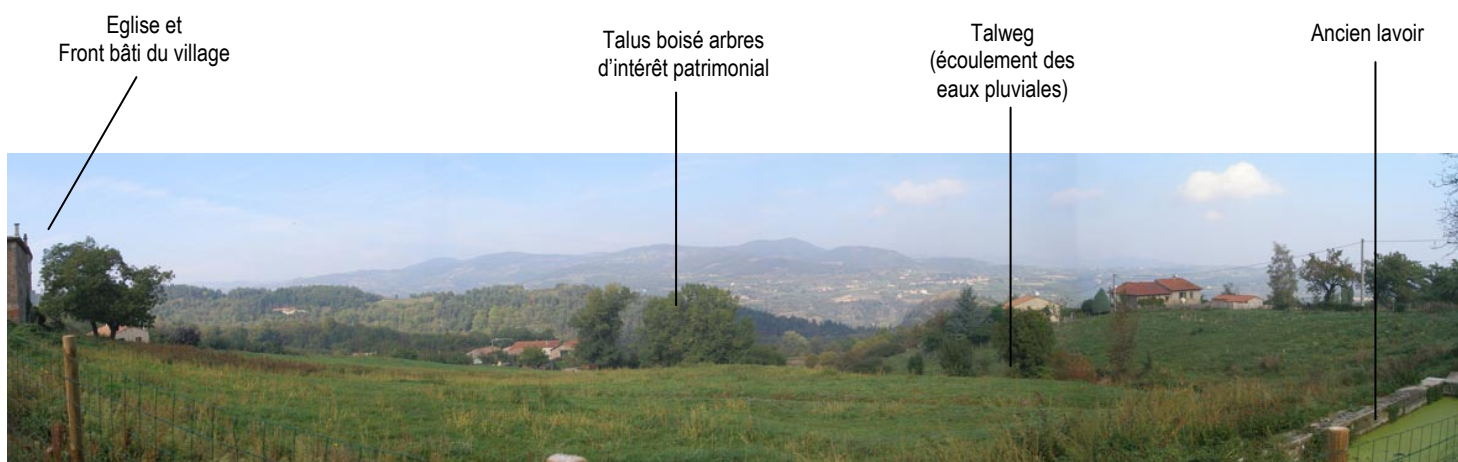 Eglise et
Front bâti du village
Talus boisé arbres
d'intérêt patrimonial
Talweg
(écoulement des
eaux pluviales)
Ancien lavoir